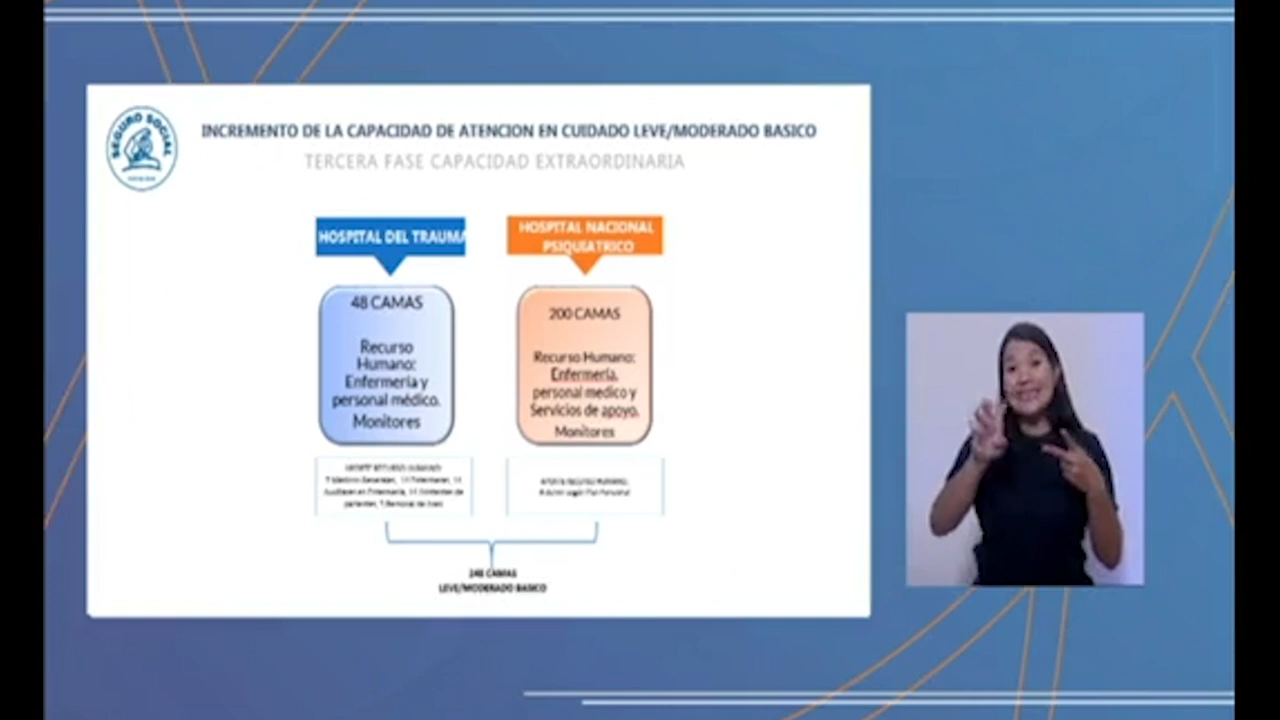 SEGURO SOCIAL
INCREMENTO DE LA CAPACIDAD DE ATENCION EN CUIDADO LEVE/MODERADO BASICO
TERCERA FASE CAPACIDAD EXTRAORDINARIA
HOSPITAL DEL TRAUMA
48 CAMAS
Recurso
Humano:
Enfermería y
personal médico.
Monitores
HOSPITAL NACIONAL
PSIQUIATRICO
200 CAMAS
Recurso Humano:
Enfermería,
personal medico y
Servicios de apoyo.
Monitores
248 CAMAS
LEVE/MODERADO BASICO